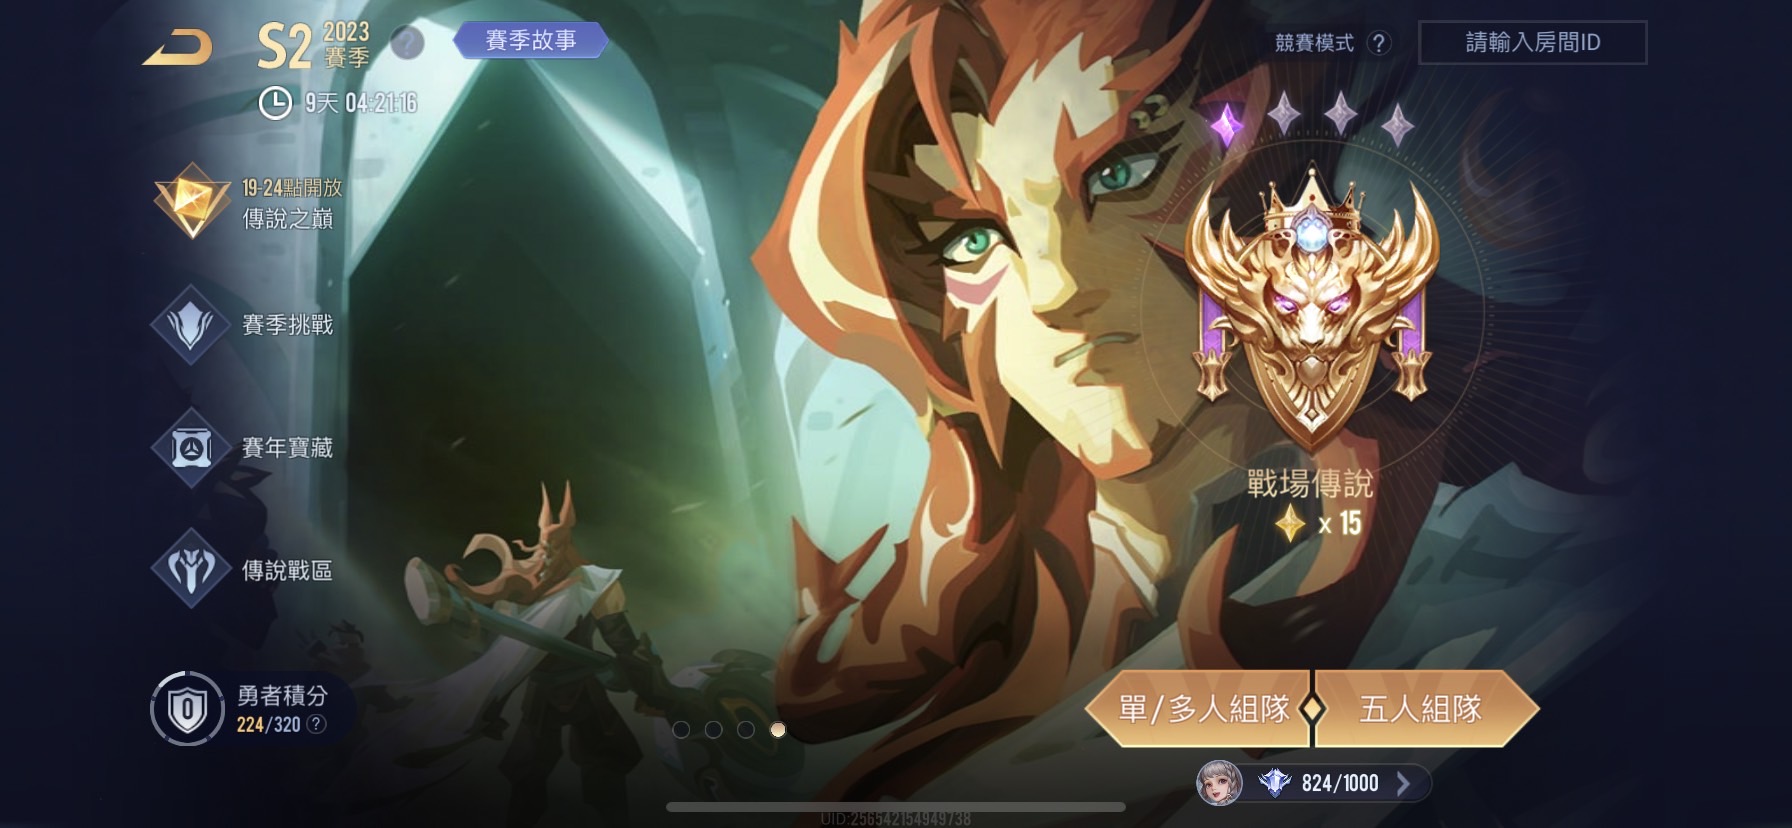 S2 2023
賽季
?
賽季故事
競賽模式 ?
請輸入房間ID
9天 04:21:16
19-24點開放
傳說之巔
賽季挑戰
賽年寶藏
傳說戰區
戰場傳說
x 15
0
勇者積分
224/320 ?
單/多人組隊
五人組隊
824/1000
UID:256542154949738